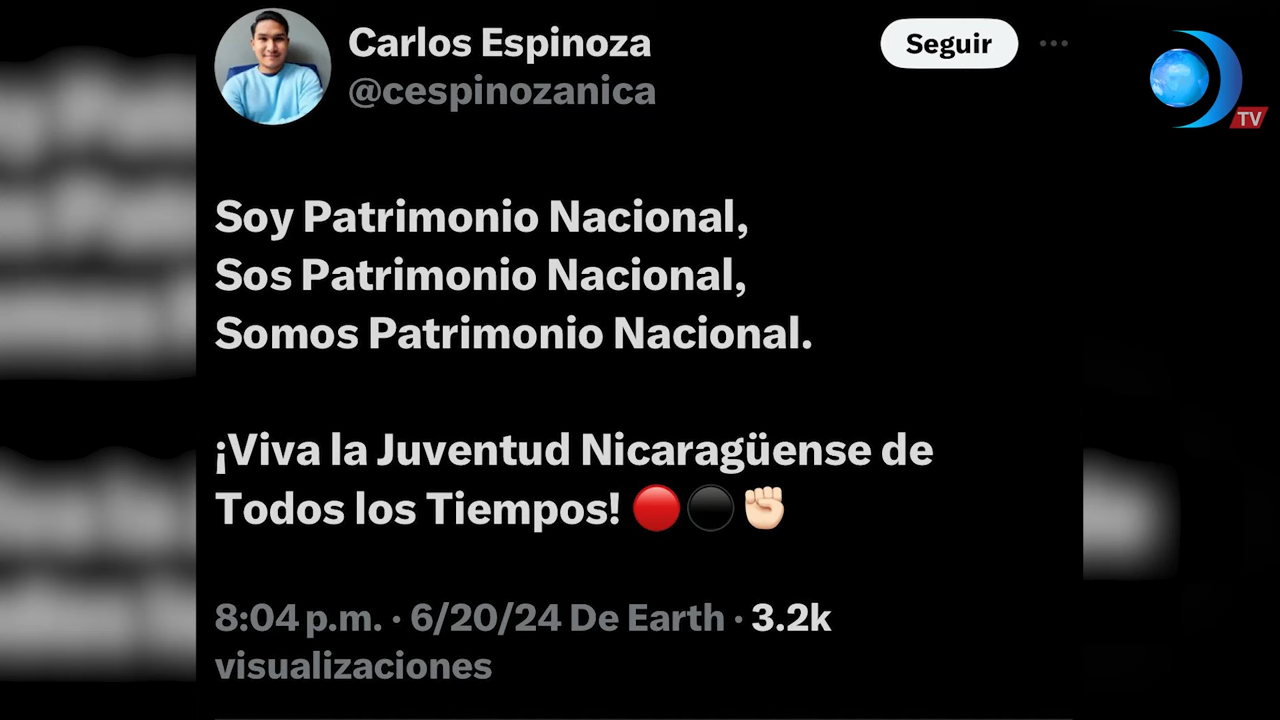 Carlos Espinoza
@cespinozanica
Seguir
TV
Soy Patrimonio Nacional,
Sos Patrimonio Nacional,
Somos Patrimonio Nacional.
¡Viva la Juventud Nicaragüense de
Todos los Tiempos! 🔴⚫✊🏻
8:04 p.m. · 6/20/24 De Earth · 3.2k
visualizaciones